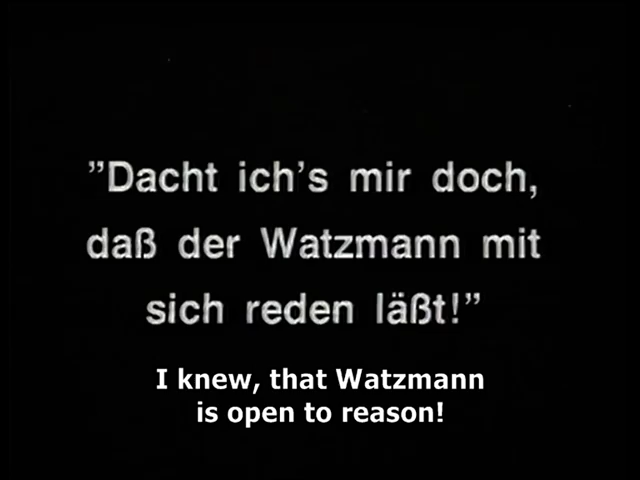 ”Dacht ich’s mir doch,
daß der Watzmann mit
sich reden läßt!”
I knew, that Watzmann
is open to reason!